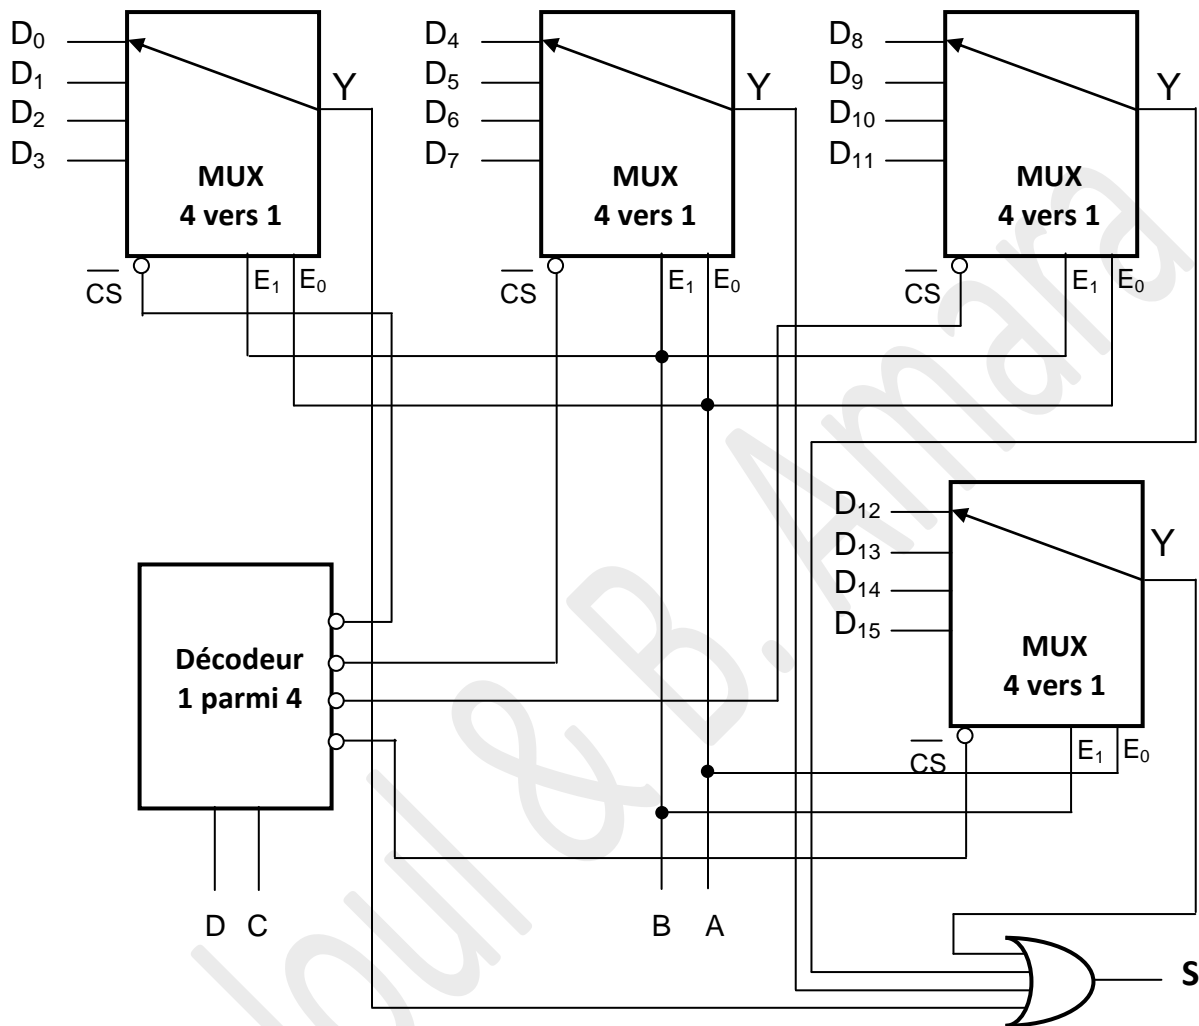 D₀
D₁
D₂
D₃
Y
MUX
4 vers 1
CS
E₁
E₀
D₄
D₅
D₆
D₇
Y
MUX
4 vers 1
CS
E₁
E₀
D₈
D₉
D₁₀
D₁₁
Y
MUX
4 vers 1
CS
E₁
E₀
D₁₂
D₁₃
D₁₄
D₁₅
Y
MUX
4 vers 1
CS
E₁
E₀
Décodeur
1 parmi 4
D C
B A
S
& B. Amara